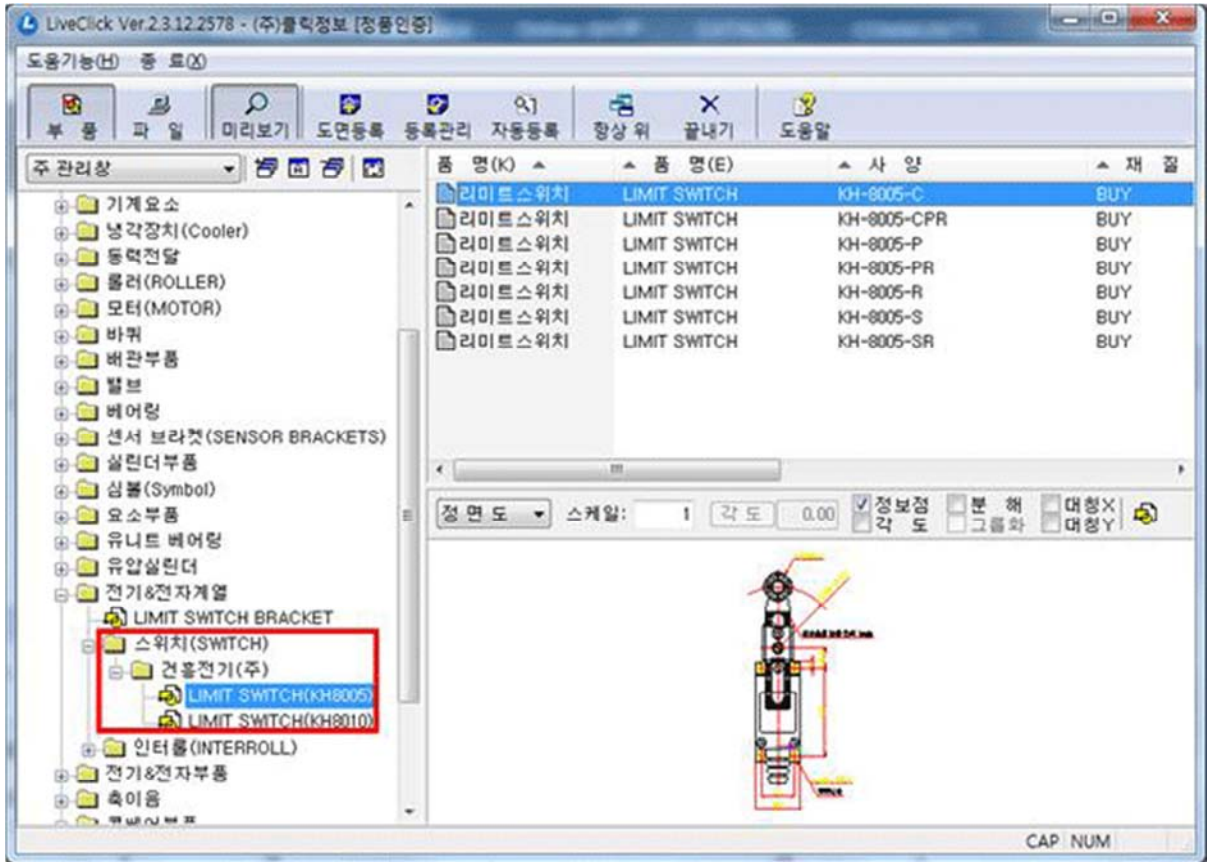 LiveClick Ver.2.3.12.2578 - (주)클릭정보 [정품인증]
도움기능(H) 종 료(X)
부 품 파 일 미리보기 도면등록 등록관리 자동등록 항상 위 끝내기 도움말
주 관리창
기계요소
냉각장치(Cooler)
동력전달
롤러(ROLLER)
모터(MOTOR)
바퀴
배관부품
밸브
베어링
센서 브라켓(SENSOR BRACKETS)
실린더부품
심볼(Symbol)
요소부품
유니트 베어링
유압실린더
전기&전자계열
LIMIT SWITCH BRACKET
스위치(SWITCH)
건흥전기(주)
LIMIT SWITCH(KH8005)
LIMIT SWITCH(KH8010)
인터롤(INTERROLL)
전기&전자부품
축이음
품 명(K) 품 명(E) 사 양 재 질
리미트스위치 LIMIT SWITCH KH-8005-C BUY
리미트스위치 LIMIT SWITCH KH-8005-CPR BUY
리미트스위치 LIMIT SWITCH KH-8005-P BUY
리미트스위치 LIMIT SWITCH KH-8005-PR BUY
리미트스위치 LIMIT SWITCH KH-8005-R BUY
리미트스위치 LIMIT SWITCH KH-8005-S BUY
리미트스위치 LIMIT SWITCH KH-8005-SR BUY
정 면 도 스케일: 1 각 도 0.00 정보점 분 해 대칭X
각 도 그룹화 대칭Y
CAP NUM